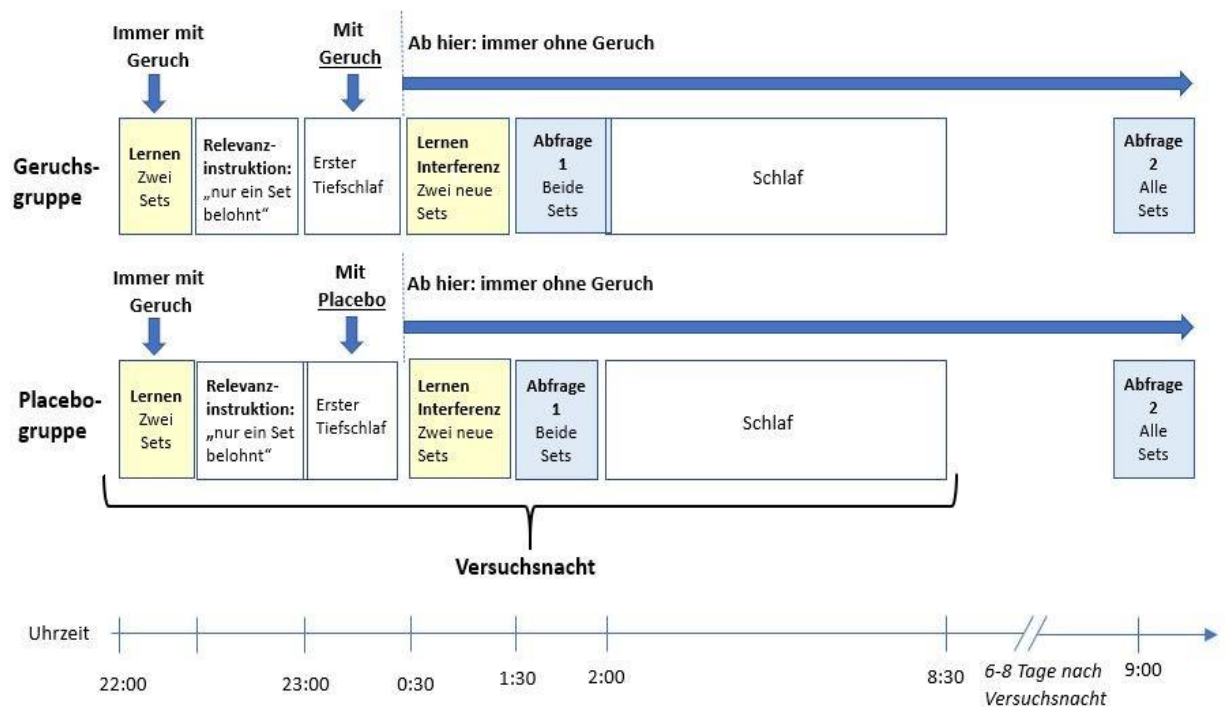 Immer mit
Geruch
Mit
Geruch
Ab hier: immer ohne Geruch
Geruchs-
gruppe
Lernen
Zwei
Sets
Relevanz-
instruktion:
„nur ein Set
belohnt“
Erster
Tiefschlaf
Lernen
Interferenz
Zwei neue
Sets
Abfrage
1
Beide
Sets
Schlaf
Abfrage
2
Alle
Sets
Immer mit
Geruch
Mit
Placebo
Ab hier: immer ohne Geruch
Placebo-
gruppe
Lernen
Zwei
Sets
Relevanz-
instruktion:
„nur ein Set
belohnt“
Erster
Tiefschlaf
Lernen
Interferenz
Zwei neue
Sets
Abfrage
1
Beide
Sets
Schlaf
Abfrage
2
Alle
Sets
Versuchsnacht
Uhrzeit
22:00
23:00
0:30
1:30
2:00
8:30
6-8 Tage nach
Versuchsnacht
9:00